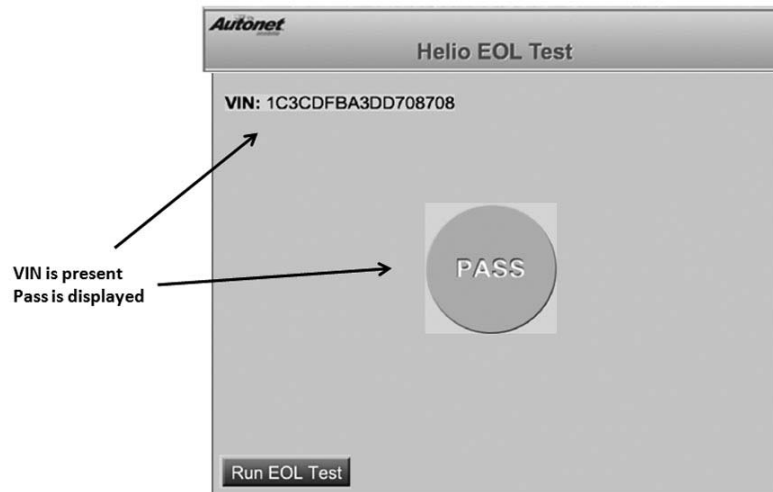 Autonet
Helio EOL Test
VIN: 1C3CDFBA3DD708708
PASS
VIN is present
Pass is displayed
Run EOL Test